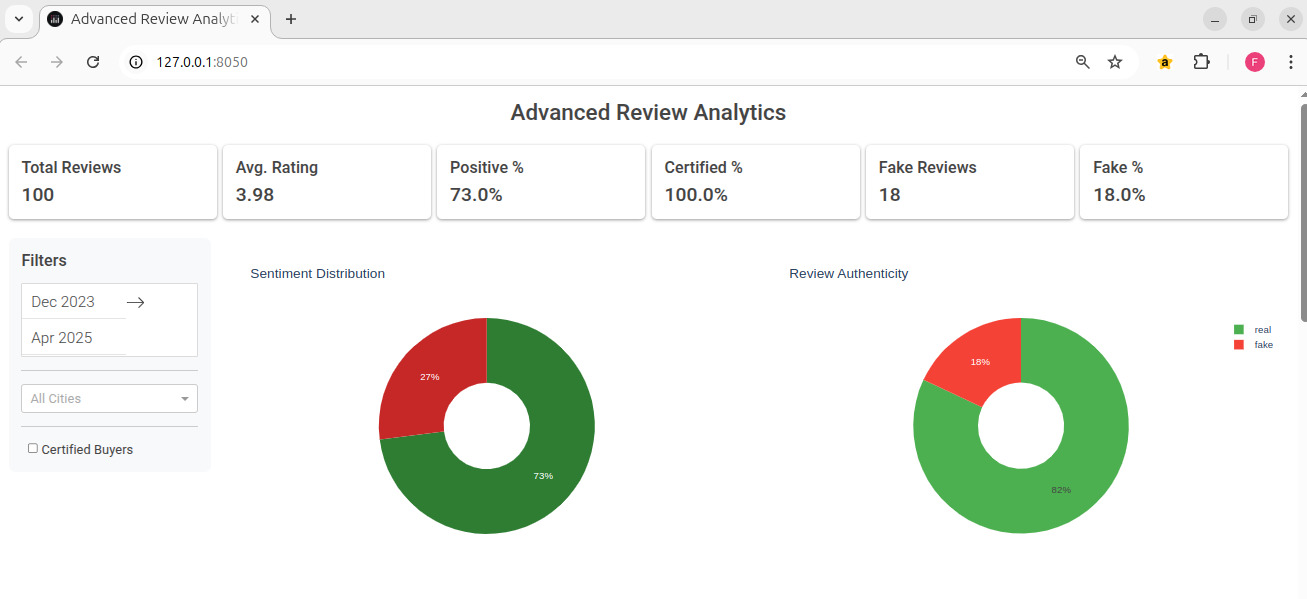 Advanced Review Analyt
127.0.0.1:8050
a
F
Advanced Review Analytics
Total Reviews
100
Avg. Rating
3.98
Positive %
73.0%
Certified %
100.0%
Fake Reviews
18
Fake %
18.0%
Filters
Dec 2023
Apr 2025
All Cities
Certified Buyers
Sentiment Distribution
27%
73%
Review Authenticity
18%
82%
real
fake